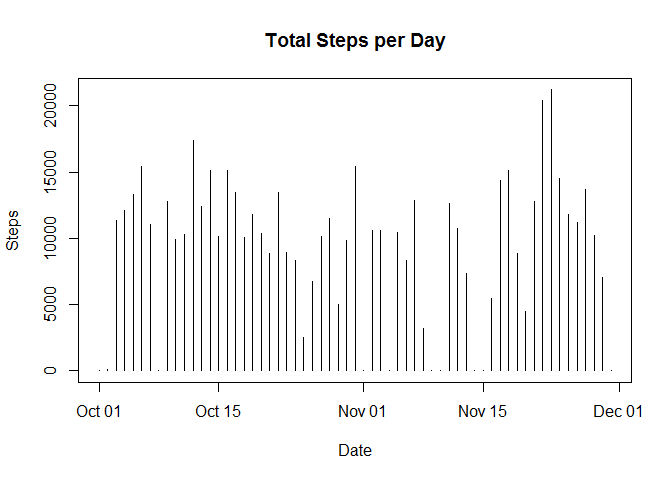 Total Steps per Day
Steps
20000
15000
10000
5000
0
Oct 01 Oct 15 Nov 01 Nov 15 Dec 01
Date